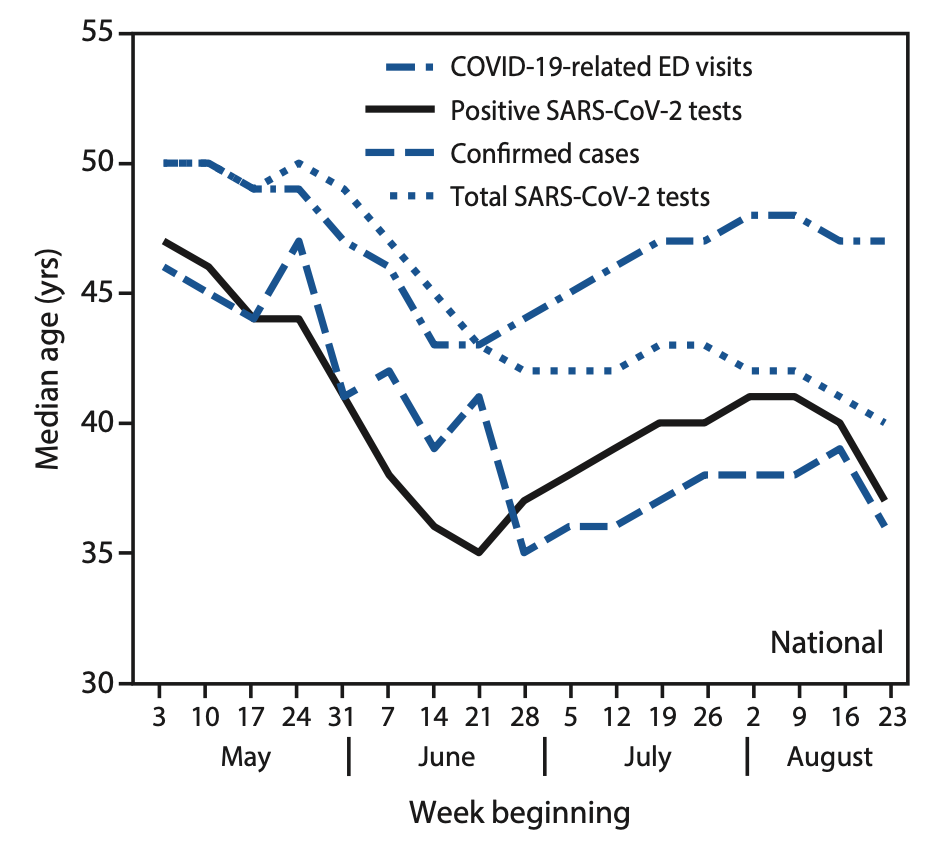 55
50
45
40
35
30
Median age (yrs)
COVID-19-related ED visits
Positive SARS-CoV-2 tests
Confirmed cases
Total SARS-CoV-2 tests
National
3 10 17 24 31 7 14 21 28 5 12 19 26 2 9 16 23
May June July August
Week beginning